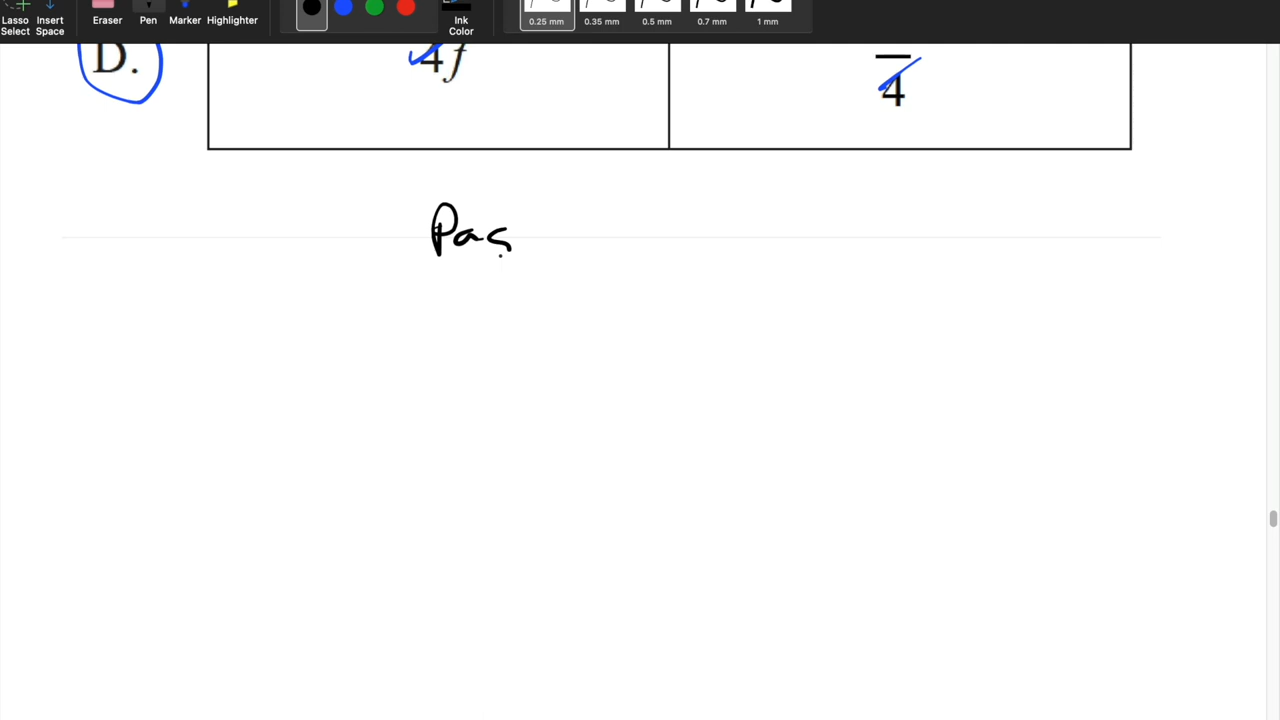 Lasso Select
Insert Space
Eraser
Pen
Marker
Highlighter
Ink Color
0.25 mm
0.35 mm
0.5 mm
0.7 mm
1 mm
D.
4f
4
Pas